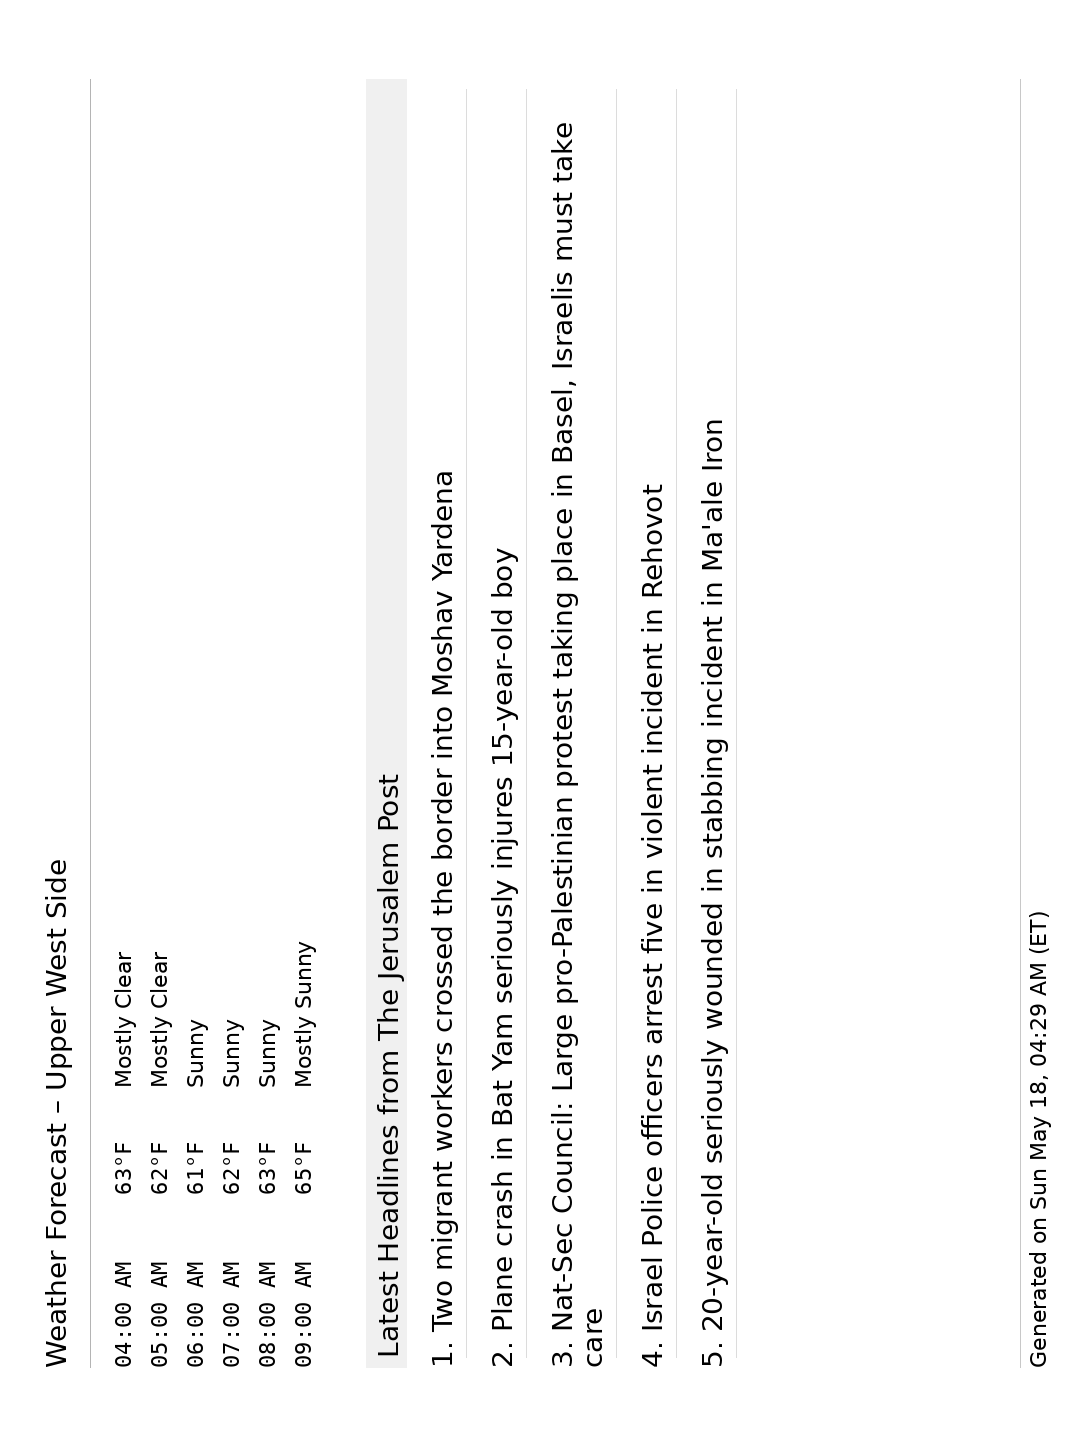 Weather Forecast – Upper West Side
04:00 AM 63°F Mostly Clear
05:00 AM 62°F Mostly Clear
06:00 AM 61°F Sunny
07:00 AM 62°F Sunny
08:00 AM 63°F Sunny
09:00 AM 65°F Mostly Sunny
Latest Headlines from The Jerusalem Post
1. Two migrant workers crossed the border into Moshav Yardena
2. Plane crash in Bat Yam seriously injures 15-year-old boy
3. Nat-Sec Council: Large pro-Palestinian protest taking place in Basel, Israelis must take
care
4. Israel Police officers arrest five in violent incident in Rehovot
5. 20-year-old seriously wounded in stabbing incident in Ma'ale Iron
Generated on Sun May 18, 04:29 AM (ET)